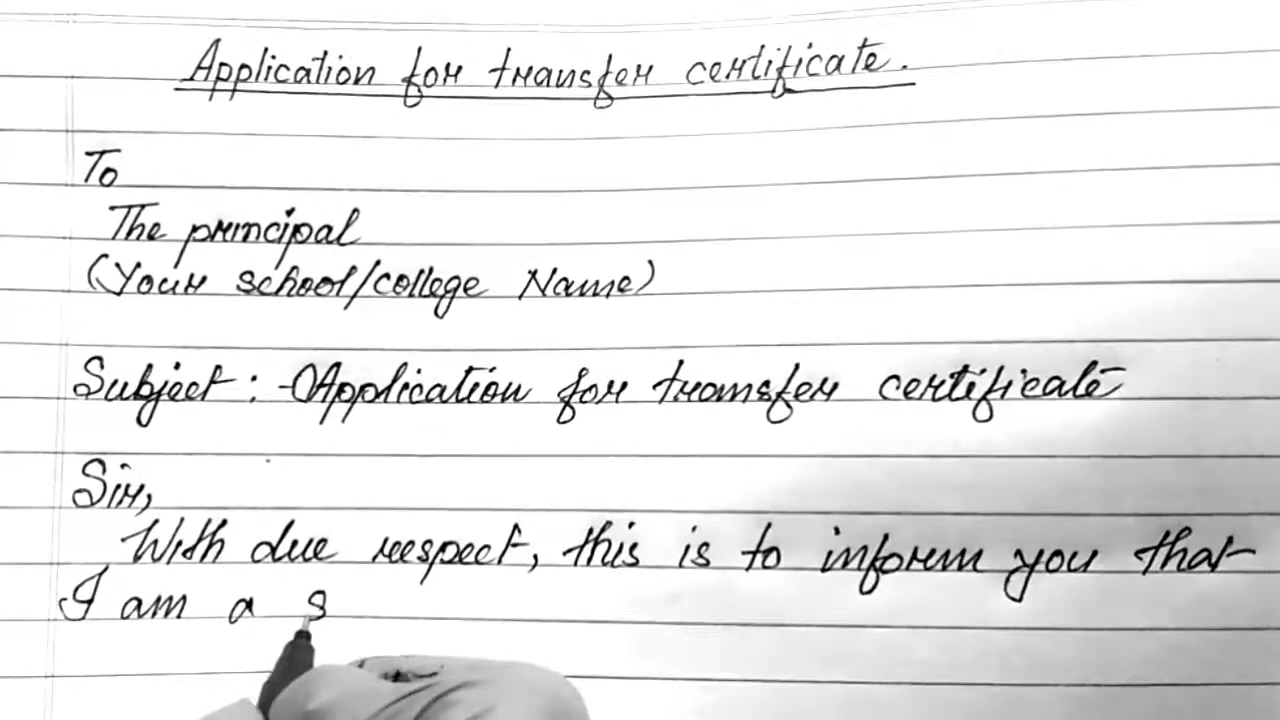 Application for transfer certificate.
To
The principal
(Your school/college Name)
Subject: - Application for transfer certificate
Sir,
With due respect, this is to inform you that
I am a s